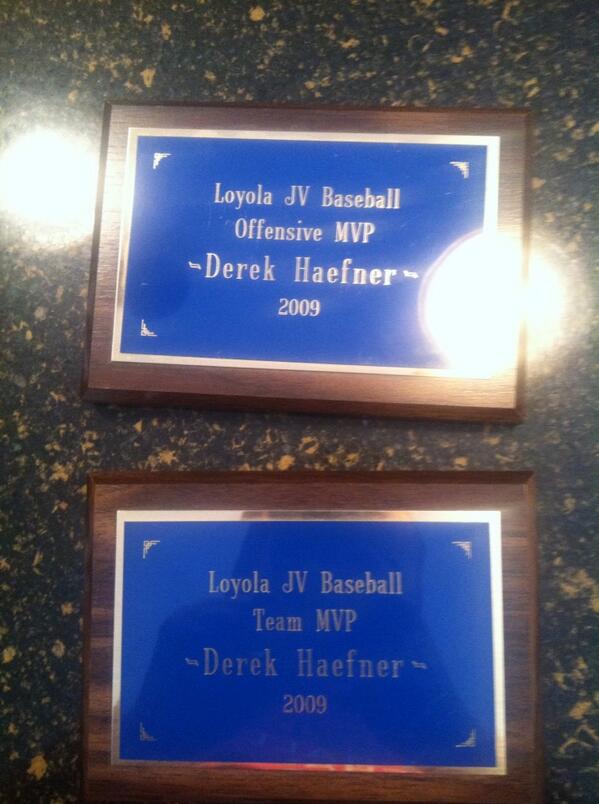 Loyola JV Baseball
Offensive MVP
~Derek Haefner~
2009
Loyola JV Baseball
Team MVP
~Derek Haefner~
2009